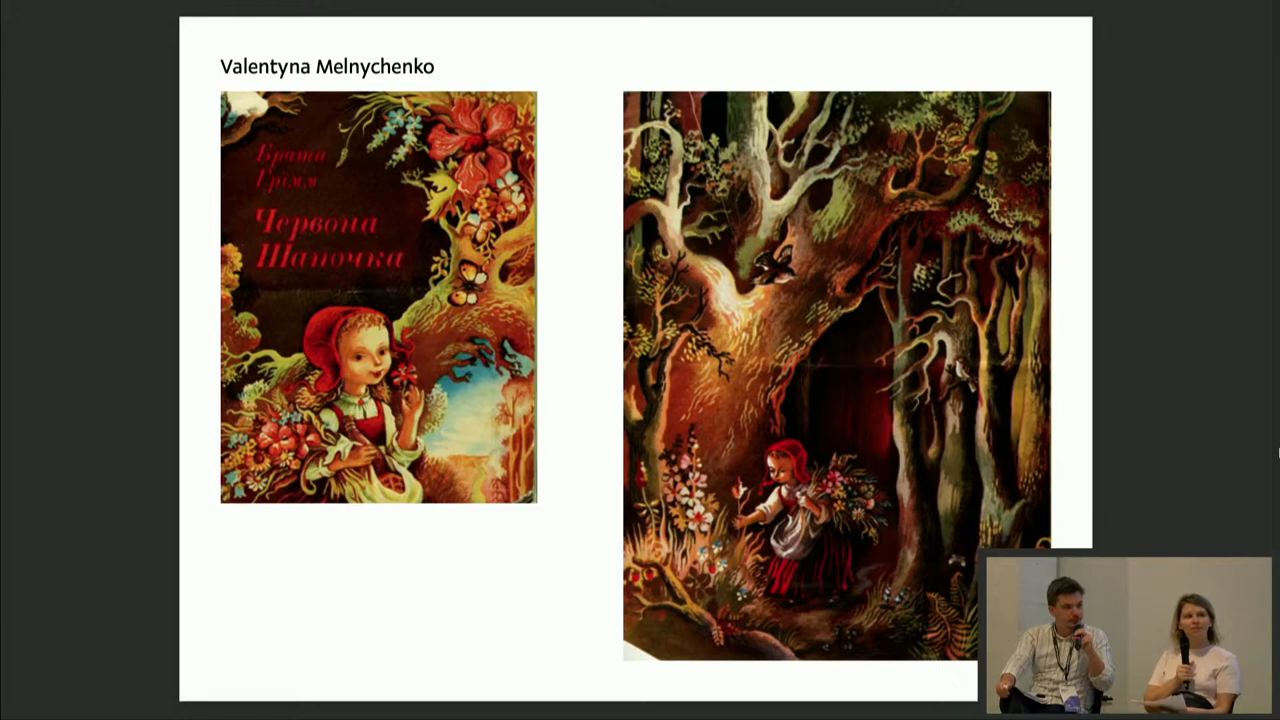 Valentyna Melnychenko
Брати
Грімм
Червона
Шапочка